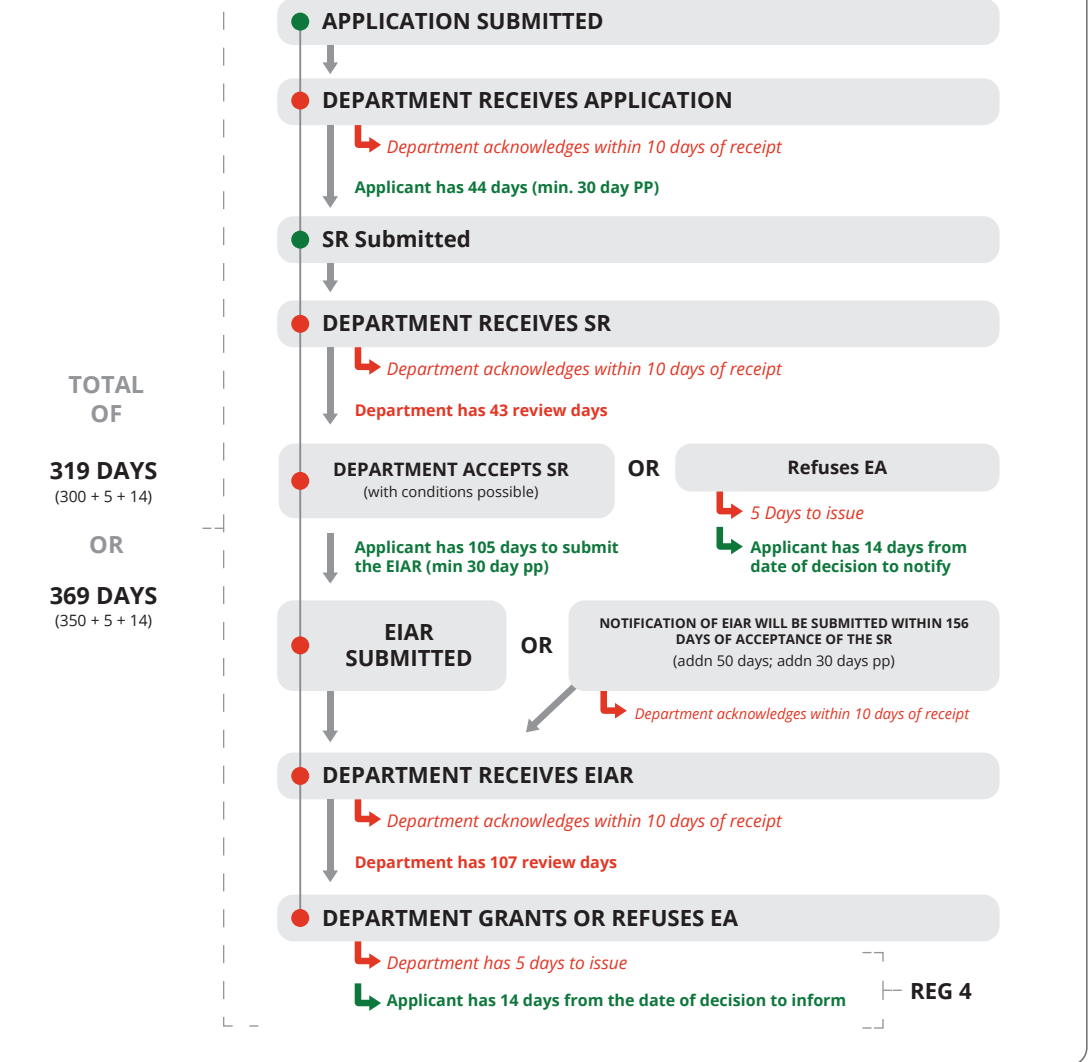 APPLICATION SUBMITTED
DEPARTMENT RECEIVES APPLICATION
Department acknowledges within 10 days of receipt
Applicant has 44 days (min. 30 day PP)
SR Submitted
DEPARTMENT RECEIVES SR
Department acknowledges within 10 days of receipt
Department has 43 review days
TOTAL
OF
319 DAYS
(300 + 5 + 14)
OR
369 DAYS
(350 + 5 + 14)
DEPARTMENT ACCEPTS SR
(with conditions possible)
OR
Refuses EA
5 Days to issue
Applicant has 14 days from
date of decision to notify
Applicant has 105 days to submit
the EIAR (min 30 day pp)
EIAR
SUBMITTED
OR
NOTIFICATION OF EIAR WILL BE SUBMITTED WITHIN 156
DAYS OF ACCEPTANCE OF THE SR
(addn 50 days; addn 30 days pp)
Department acknowledges within 10 days of receipt
DEPARTMENT RECEIVES EIAR
Department acknowledges within 10 days of receipt
Department has 107 review days
DEPARTMENT GRANTS OR REFUSES EA
Department has 5 days to issue
Applicant has 14 days from the date of decision to inform
REG 4